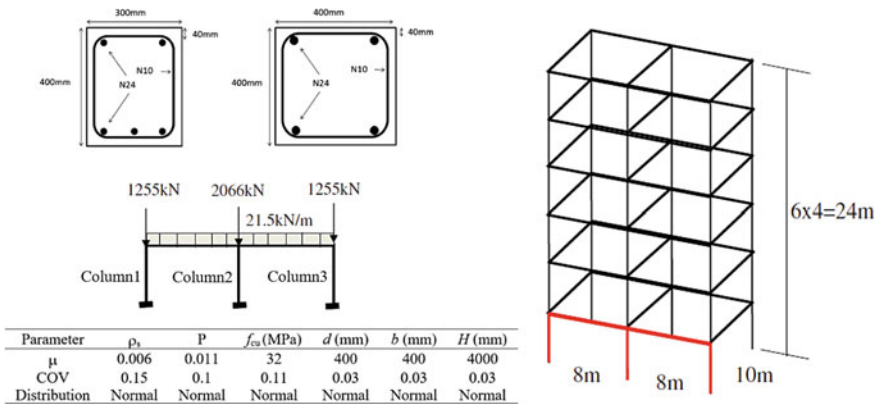 300mm
40mm
400mm
N10
N24
400mm
40mm
400mm
N10
N24
1255kN 2066kN 1255kN
21.5kN/m
Column1 Column2 Column3
Parameter ρs P fcu (MPa) d (mm) b (mm) H (mm)
μ 0.006 0.011 32 400 400 4000
COV 0.15 0.1 0.11 0.03 0.03 0.03
Distribution Normal Normal Normal Normal Normal Normal
6x4=24m
8m 8m 10m